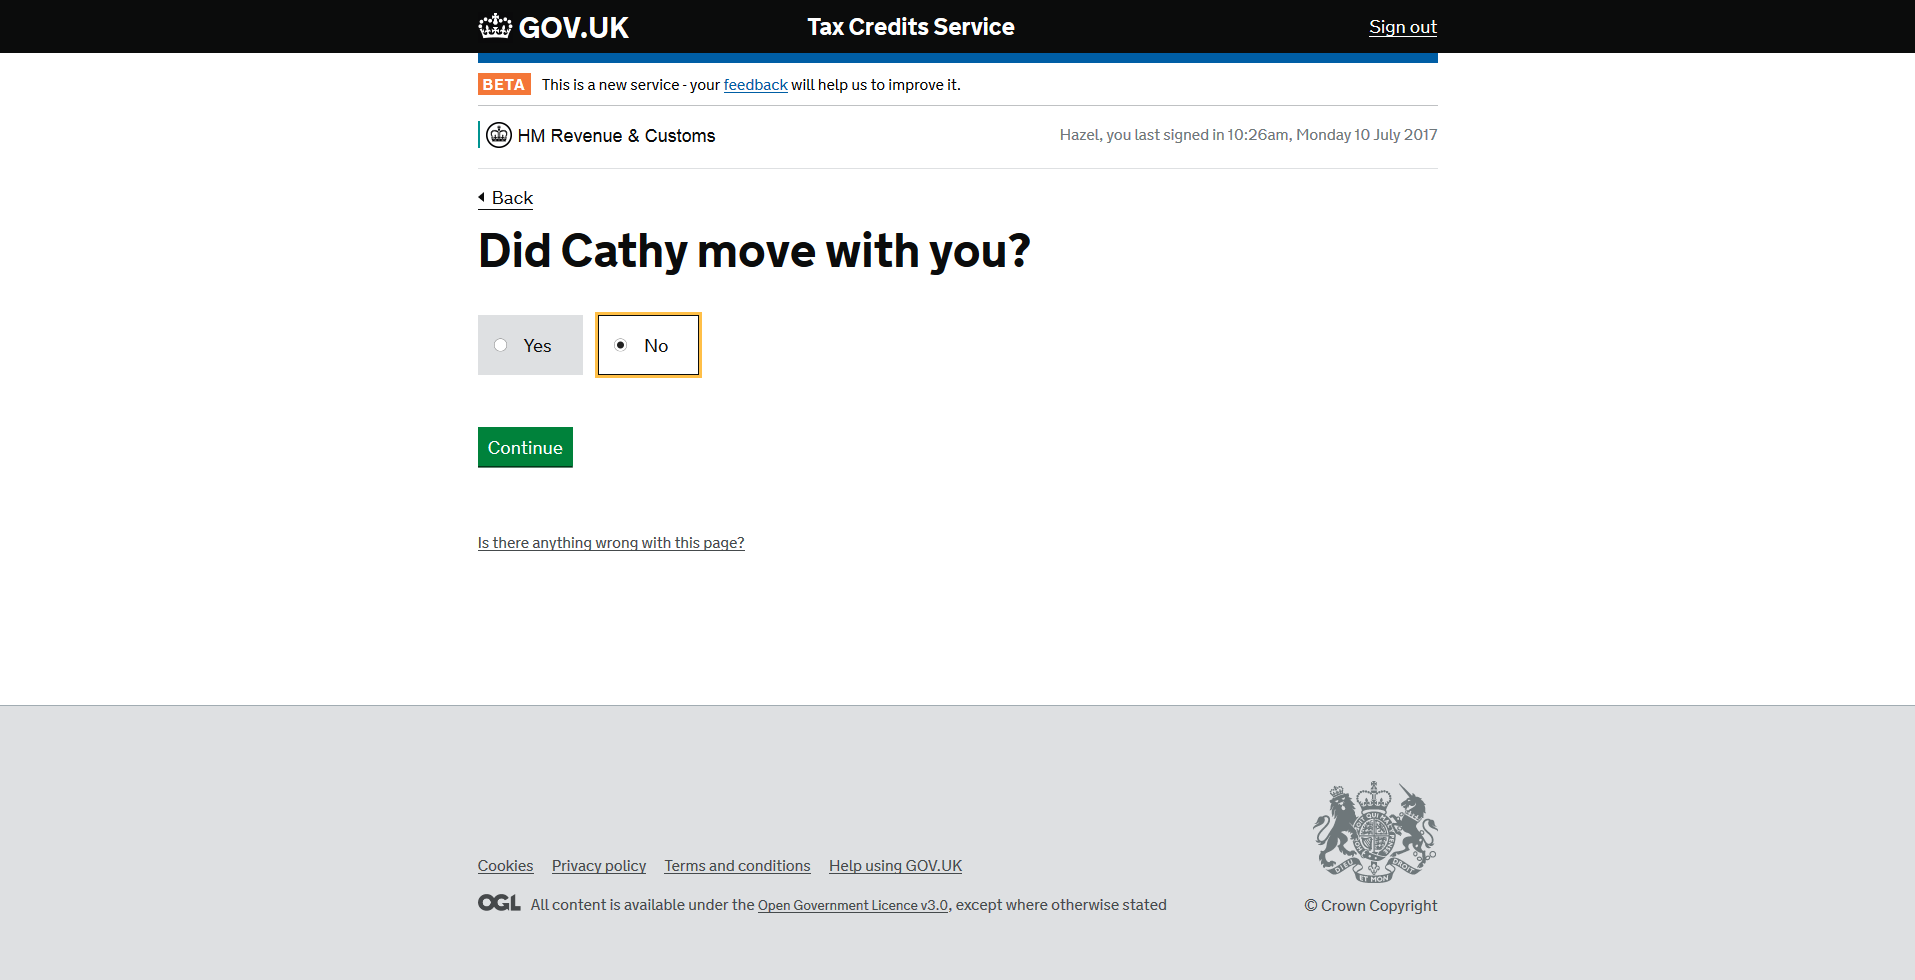 GOV.UK
Tax Credits Service
Sign out
BETA This is a new service - your feedback will help us to improve it.
HM Revenue & Customs
Hazel, you last signed in 10:26am, Monday 10 July 2017
Back
Did Cathy move with you?
Yes
No
Continue
Is there anything wrong with this page?
Cookies Privacy policy Terms and conditions Help using GOV.UK
OGL All content is available under the Open Government Licence v3.0, except where otherwise stated
DIEU ET MON DROIT
© Crown Copyright